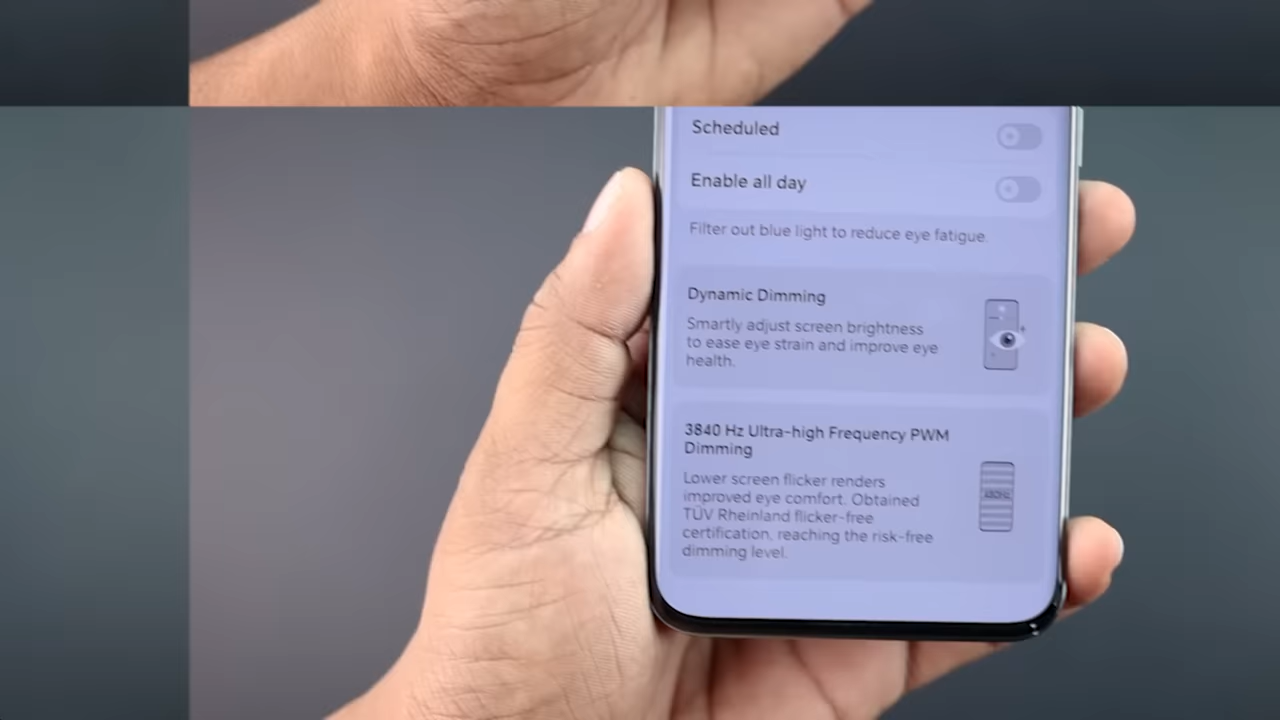 Scheduled
Enable all day
Filter out blue light to reduce eye fatigue.
Dynamic Dimming
Smartly adjust screen brightness
to ease eye strain and improve eye
health.
3840 Hz Ultra-high Frequency PWM
Dimming
Lower screen flicker renders
improved eye comfort. Obtained
TÜV Rheinland flicker-free
certification, reaching the risk-free
dimming level.